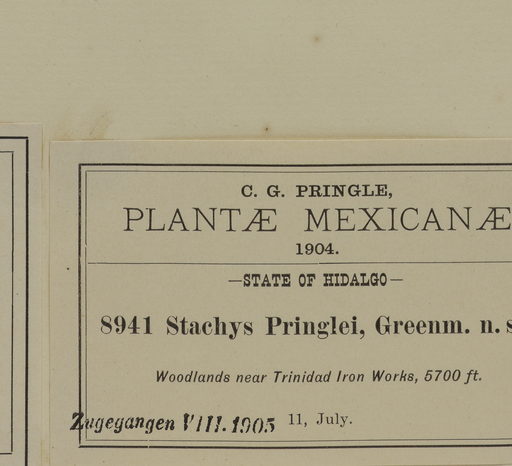 C. G. PRINGLE,
PLANTÆ MEXICANÆ
1904.
—STATE OF HIDALGO—
8941 Stachys Pringlei, Greenm. n. s
Woodlands near Trinidad Iron Works, 5700 ft.
Zugegangen VIII. 1905 11, July.